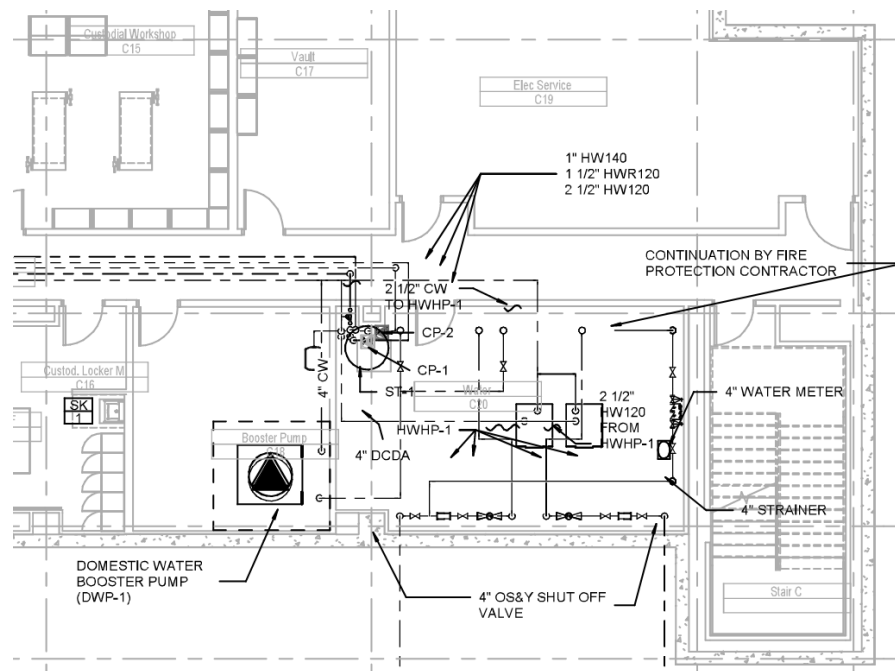 Custodial Workshop
C15
Vault
C17
Elec Service
C19
1" HW140
1 1/2" HWR120
2 1/2" HW120
CONTINUATION BY FIRE
PROTECTION CONTRACTOR
2 1/2" CW
TO HWHP-1
CP-2
CP-1
ST-1
4" CW
Custod. Locker M.
C16
SK
1
Water
C20
2 1/2"
HW120
FROM
HWHP-1
4" WATER METER
HWHP-1
Booster Pump
C18
4" DCDA
4" STRAINER
DOMESTIC WATER
BOOSTER PUMP
(DWP-1)
4" OS&Y SHUT OFF
VALVE
Stair C